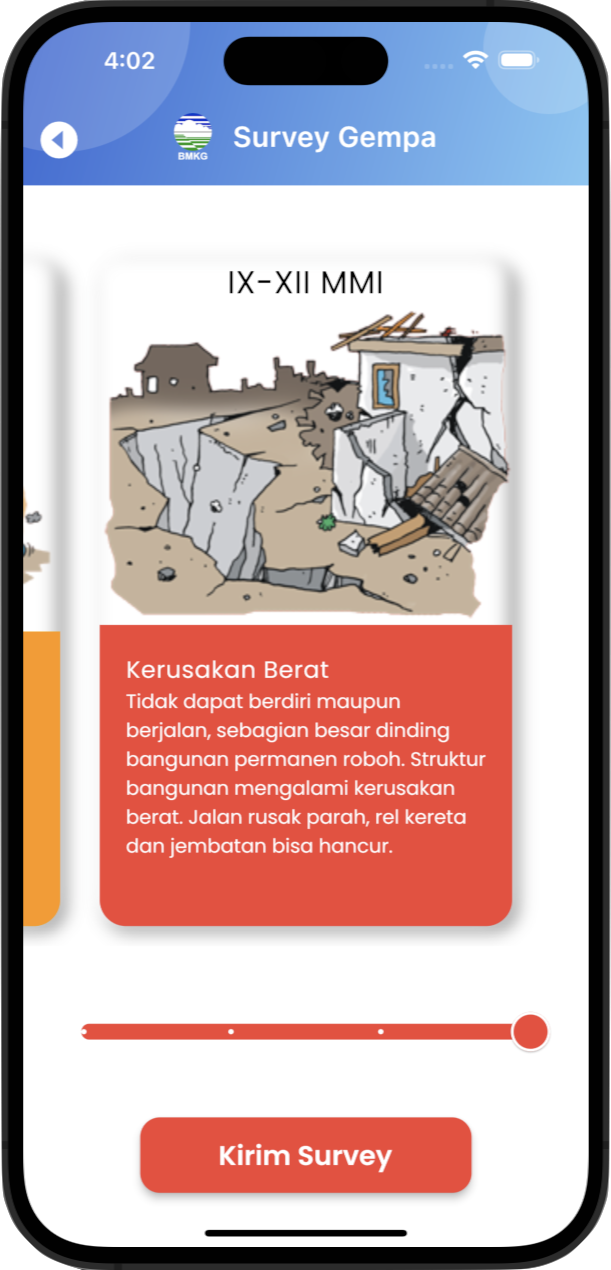 4:02
BMKG
Survey Gempa
IX-XII MMI
Kerusakan Berat
Tidak dapat berdiri maupun
berjalan, sebagian besar dinding
bangunan permanen roboh. Struktur
bangunan mengalami kerusakan
berat. Jalan rusak parah, rel kereta
dan jembatan bisa hancur.
Kirim Survey